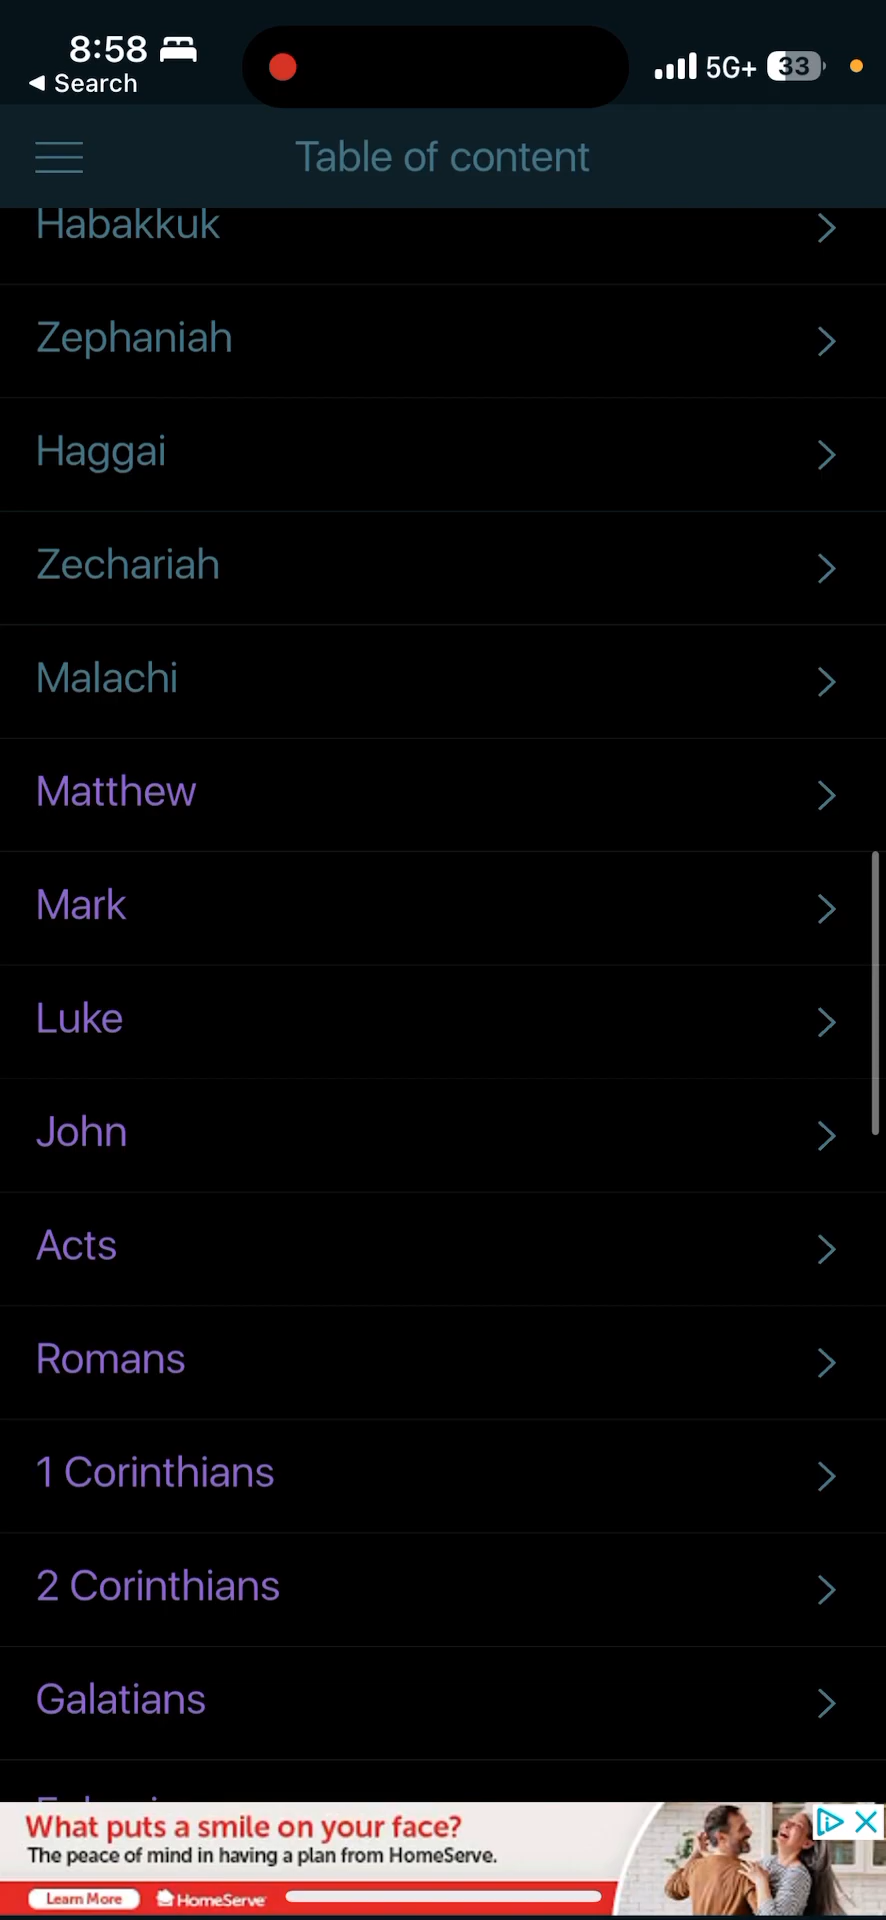 8:58
◀ Search
5G+ 33
Table of content
Habakkuk
Zephaniah
Haggai
Zechariah
Malachi
Matthew
Mark
Luke
John
Acts
Romans
1 Corinthians
2 Corinthians
Galatians
What puts a smile on your face?
The peace of mind in having a plan from HomeServe.
Learn More HomeServe